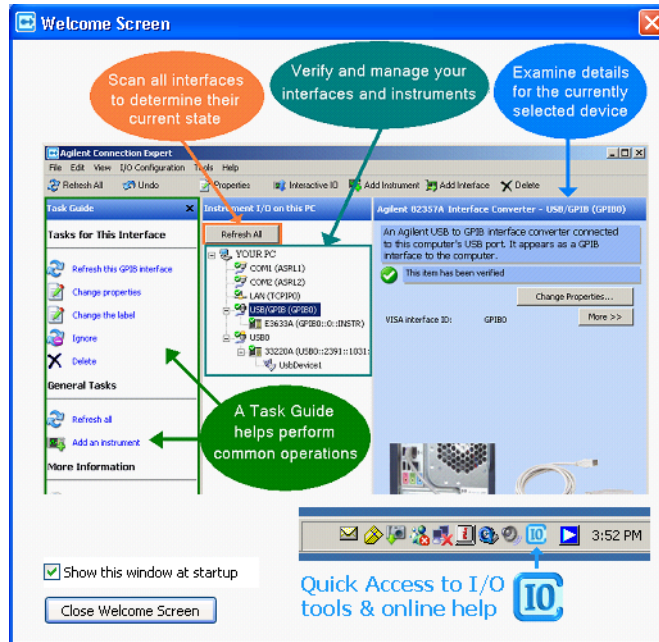 Welcome Screen
Scan all interfaces
to determine their
current state
Verify and manage your
interfaces and instruments
Examine details
for the currently
selected device
Agilent Connection Expert
File Edit View I/O Configuration Tools Help
Refresh All Undo Properties Interactive IO Add Instrument Add Interface Delete
Task Guide
Tasks for This Interface
Refresh this GPIB interface
Change properties
Change the label
Ignore
Delete
General Tasks
Refresh all
Add an instrument
More Information
Instrument I/O on this PC
Refresh All
YOUR PC
COM1 (ASRL1)
COM2 (ASRL2)
LAN (TCPIP0)
USB/GPIB (GPIB0)
E3633A (GPIB0::0::INSTR)
USB0
33220A (USB0::2391::1031:
UsbDevice1
Agilent 82357A Interface Converter - USB/GPIB (GPIB0)
An Agilent USB to GPIB interface converter connected
to this computer's USB port. It appears as a GPIB
interface to the computer.
This item has been verified
Change Properties...
VISA interface ID: GPIB0
More >>
A Task Guide
helps perform
common operations
IO 3:52 PM
Quick Access to I/O
tools & online help
IO
Show this window at startup
Close Welcome Screen